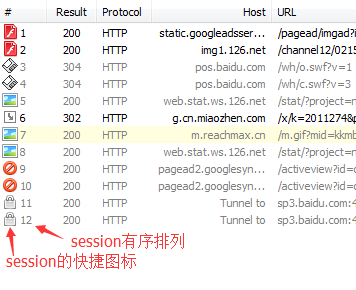 # Result Protocol Host URL
1 200 HTTP static.googleadsser... /pagead/imgad?i
2 200 HTTP img1.126.net /channel12/0215
3 304 HTTP pos.baidu.com /wh/o.swf?v=1
4 304 HTTP pos.baidu.com /wh/c.swf?v=3
5 200 HTTP web.stat.ws.126.net /stat/?project=n
6 302 HTTP g.cn.miaozhen.com /x/k=2011274&p
7 200 HTTP m.reachmax.cn /m.gif?mid=kkmb
8 200 HTTP web.stat.ws.126.net /stat/?project=n
9 200 HTTP pagead2.googlesyn... /activeview?id=c
10 200 HTTP pagead2.googlesyn... /activeview?id=c
11 200 HTTP Tunnel to sp3.baidu.com:4
12 200 HTTP Tunnel to sp3.baidu.com:4
session有序排列
session的快捷图标